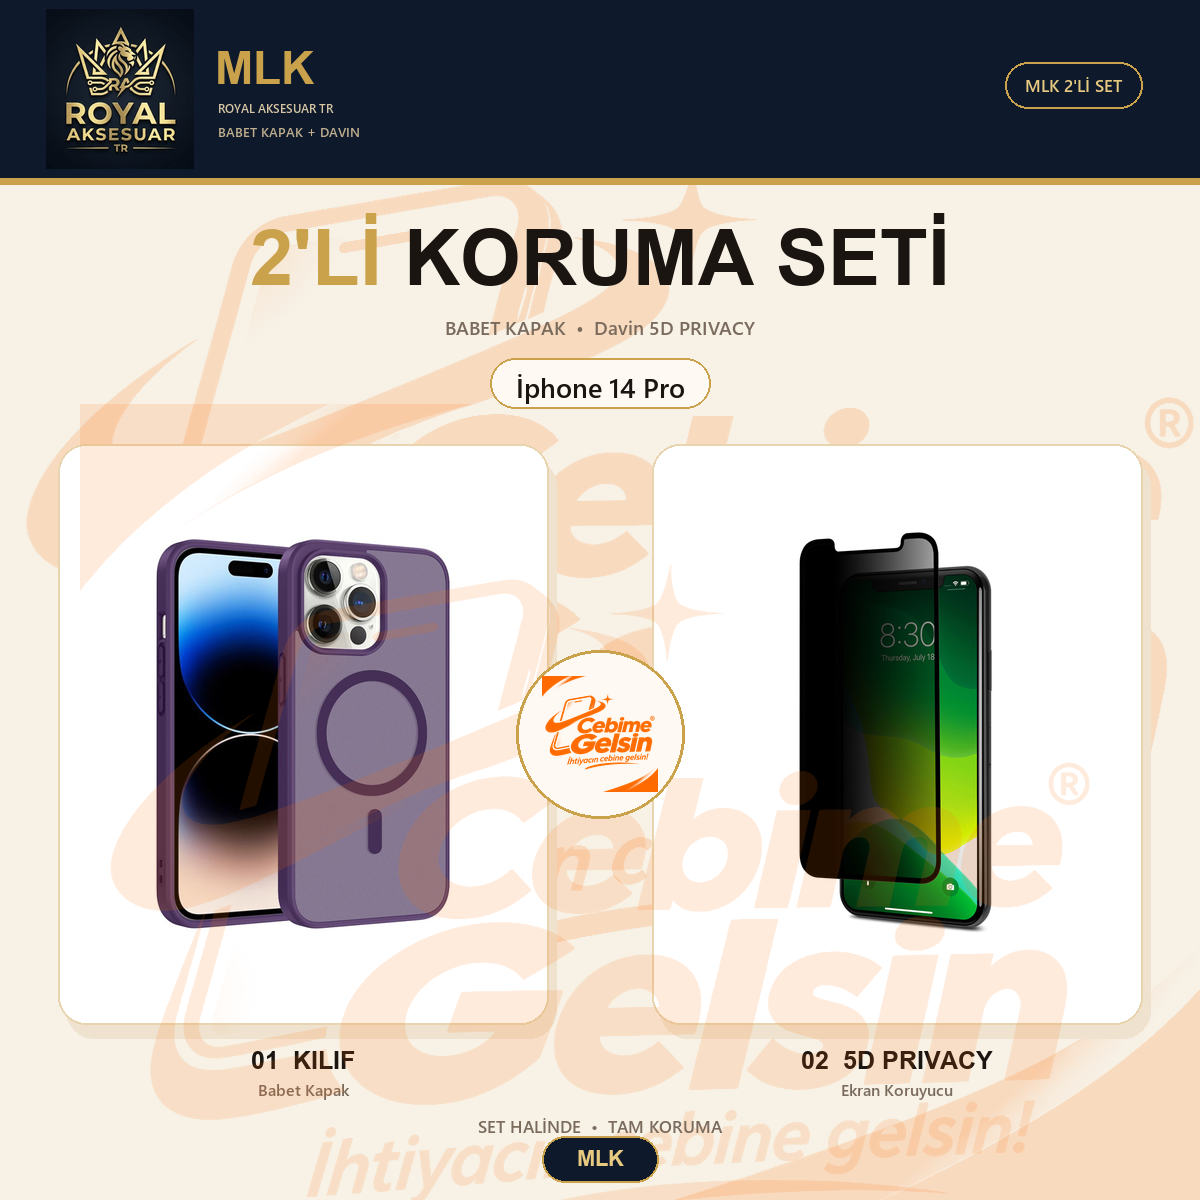 ROYAL
AKSESUAR
TR
MLK
ROYAL AKSESUAR TR
BABET KAPAK + DAVIN
MLK 2'Lİ SET
2'Lİ KORUMA SETİ
BABET KAPAK • Davin 5D PRIVACY
İphone 14 Pro
8:30
Thursday, July 18
Cebime
Gelsin
İhtiyacın cebine gelsin!
Cebime®
Gelsin
İhtiyacın cebine gelsin!
01 KILIF
Babet Kapak
02 5D PRIVACY
Ekran Koruyucu
SET HALİNDE • TAM KORUMA
MLK